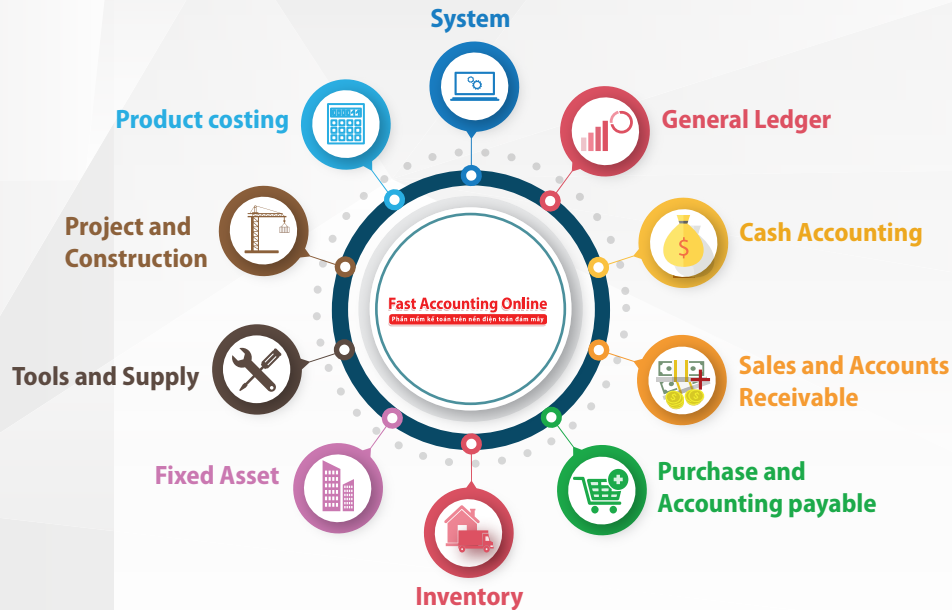 System
Product costing
General Ledger
Project and
Construction
Cash Accounting
Fast Accounting Online
Phần mềm kế toán trên nền điện toán đám mây
Tools and Supply
Sales and Accounts
Receivable
Fixed Asset
Purchase and
Accounting payable
Inventory